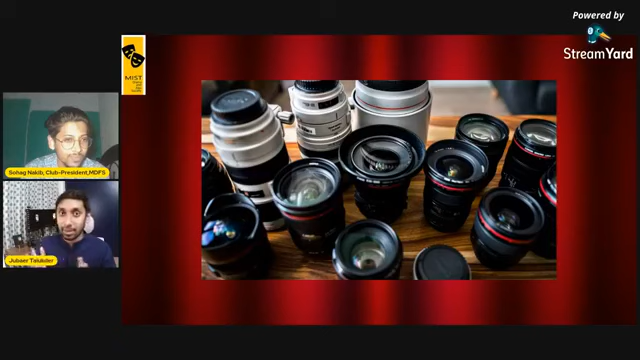 Powered by
StreamYard
MIST
Sohag Nakib, Club-President,MDFS
Jubaer Talukder